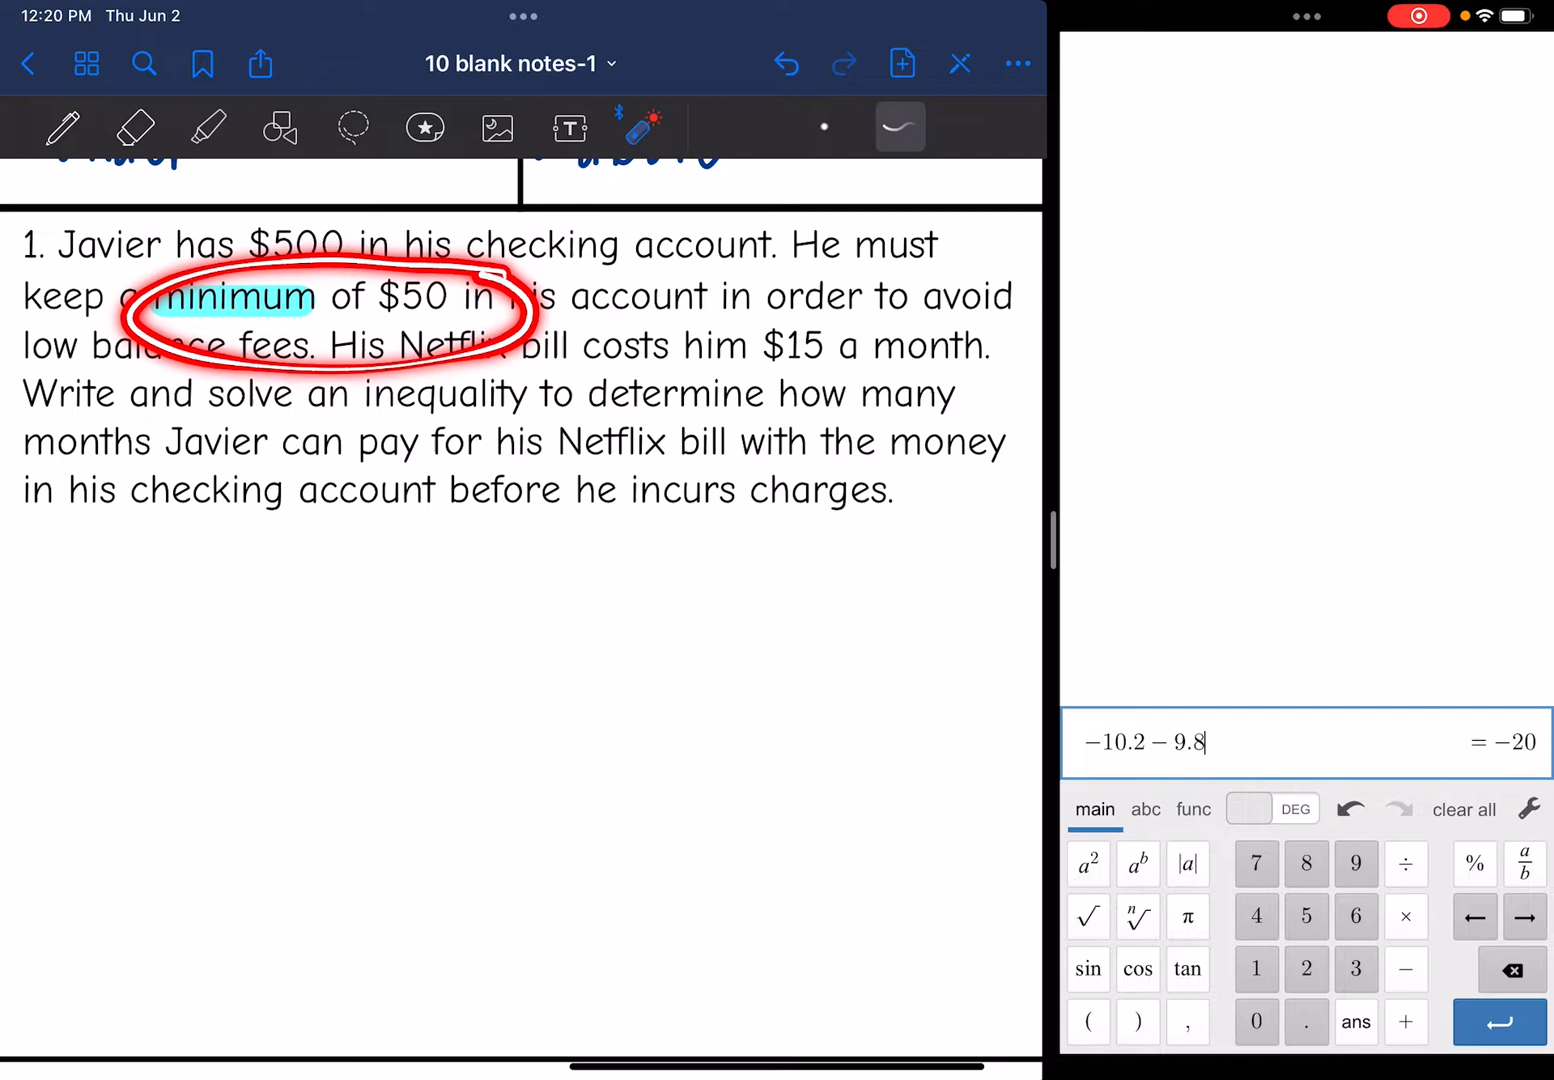 12:20 PM Thu Jun 2
10 blank notes-1
T
1. Javier has $500 in his checking account. He must
keep a minimum of $50 in his account in order to avoid
low balance fees. His Netflix bill costs him $15 a month.
Write and solve an inequality to determine how many
months Javier can pay for his Netflix bill with the money
in his checking account before he incurs charges.
−10.2 − 9.8 = −20
main abc func DEG clear all
a² aᵇ |a| 7 8 9 ÷ % a/b
√ ⁿ√ π 4 5 6 × ← →
sin cos tan 1 2 3 −
( ) , 0 . ans +